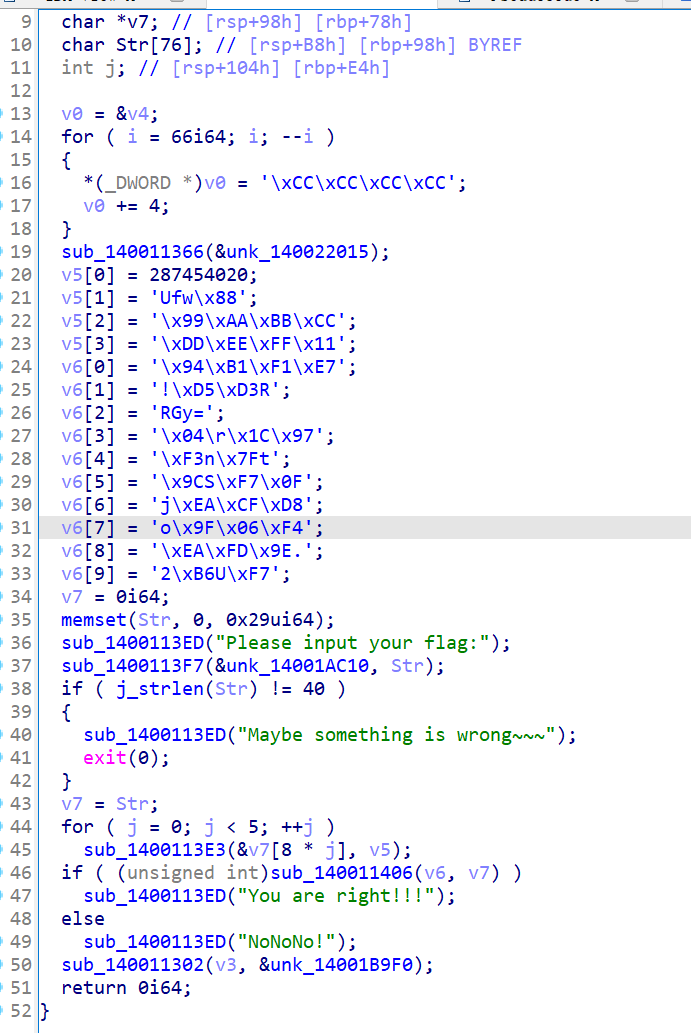 9 char *v7; // [rsp+98h] [rbp+78h]
10 char Str[76]; // [rsp+B8h] [rbp+98h] BYREF
11 int j; // [rsp+104h] [rbp+E4h]
12
13 v0 = &v4;
14 for ( i = 66i64; i; --i )
15 {
16 *(_DWORD *)v0 = '\xCC\xCC\xCC\xCC';
17 v0 += 4;
18 }
19 sub_140011366(&unk_140022015);
20 v5[0] = 287454020;
21 v5[1] = 'Ufw\x88';
22 v5[2] = '\x99\xAA\xBB\xCC';
23 v5[3] = '\xDD\xEE\xFF\x11';
24 v6[0] = '\x94\xB1\xF1\xE7';
25 v6[1] = '!\xD5\xD3R';
26 v6[2] = 'RGy=';
27 v6[3] = '\x04\r\x1C\x97';
28 v6[4] = '\xF3n\x7Ft';
29 v6[5] = '\x9CS\xF7\x0F';
30 v6[6] = 'j\xEA\xCF\xD8';
31 v6[7] = 'o\x9F\x06\xF4';
32 v6[8] = '\xEA\xFD\x9E.';
33 v6[9] = '2\xB6U\xF7';
34 v7 = 0i64;
35 memset(Str, 0, 0x29ui64);
36 sub_1400113ED("Please input your flag:");
37 sub_1400113F7(&unk_14001AC10, Str);
38 if ( j_strlen(Str) != 40 )
39 {
40 sub_1400113ED("Maybe something is wrong~~~");
41 exit(0);
42 }
43 v7 = Str;
44 for ( j = 0; j < 5; ++j )
45 sub_1400113E3(&v7[8 * j], v5);
46 if ( (unsigned int)sub_140011406(v6, v7) )
47 sub_1400113ED("You are right!!!");
48 else
49 sub_1400113ED("NoNoNo!");
50 sub_140011302(v3, &unk_14001B9F0);
51 return 0i64;
52 }